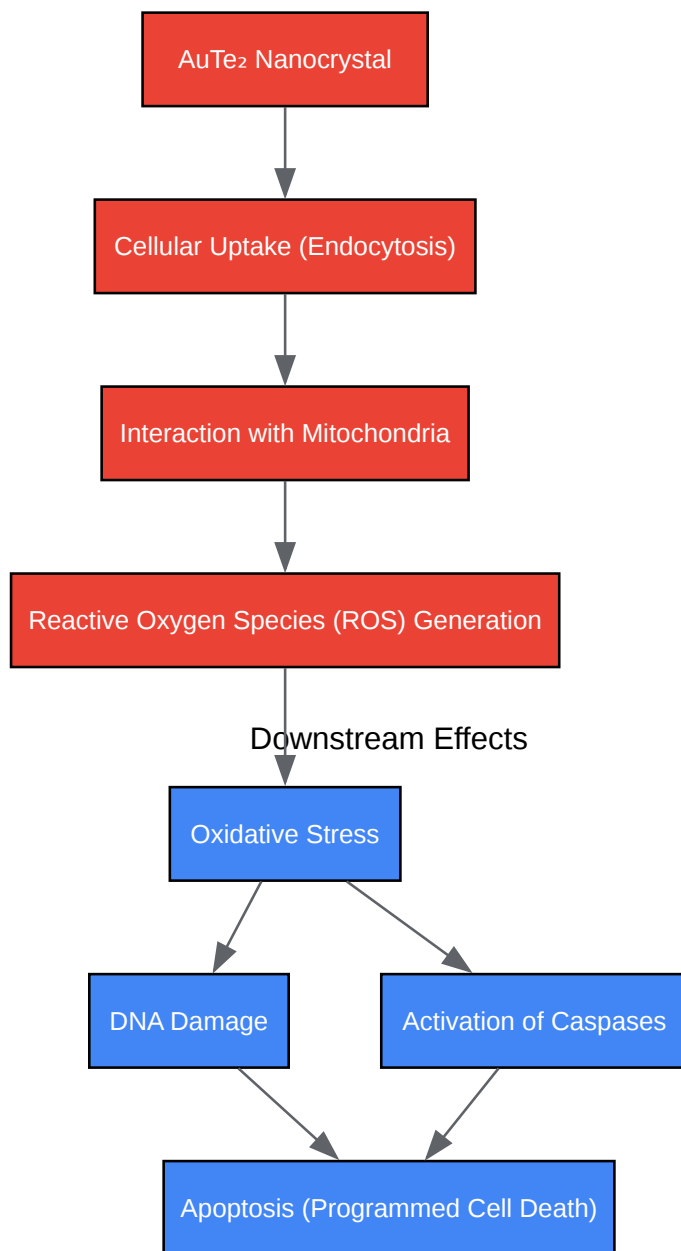 AuTe₂ Nanocrystal
Cellular Uptake (Endocytosis)
Interaction with Mitochondria
Reactive Oxygen Species (ROS) Generation
Downstream Effects
Oxidative Stress
DNA Damage
Activation of Caspases
Apoptosis (Programmed Cell Death)